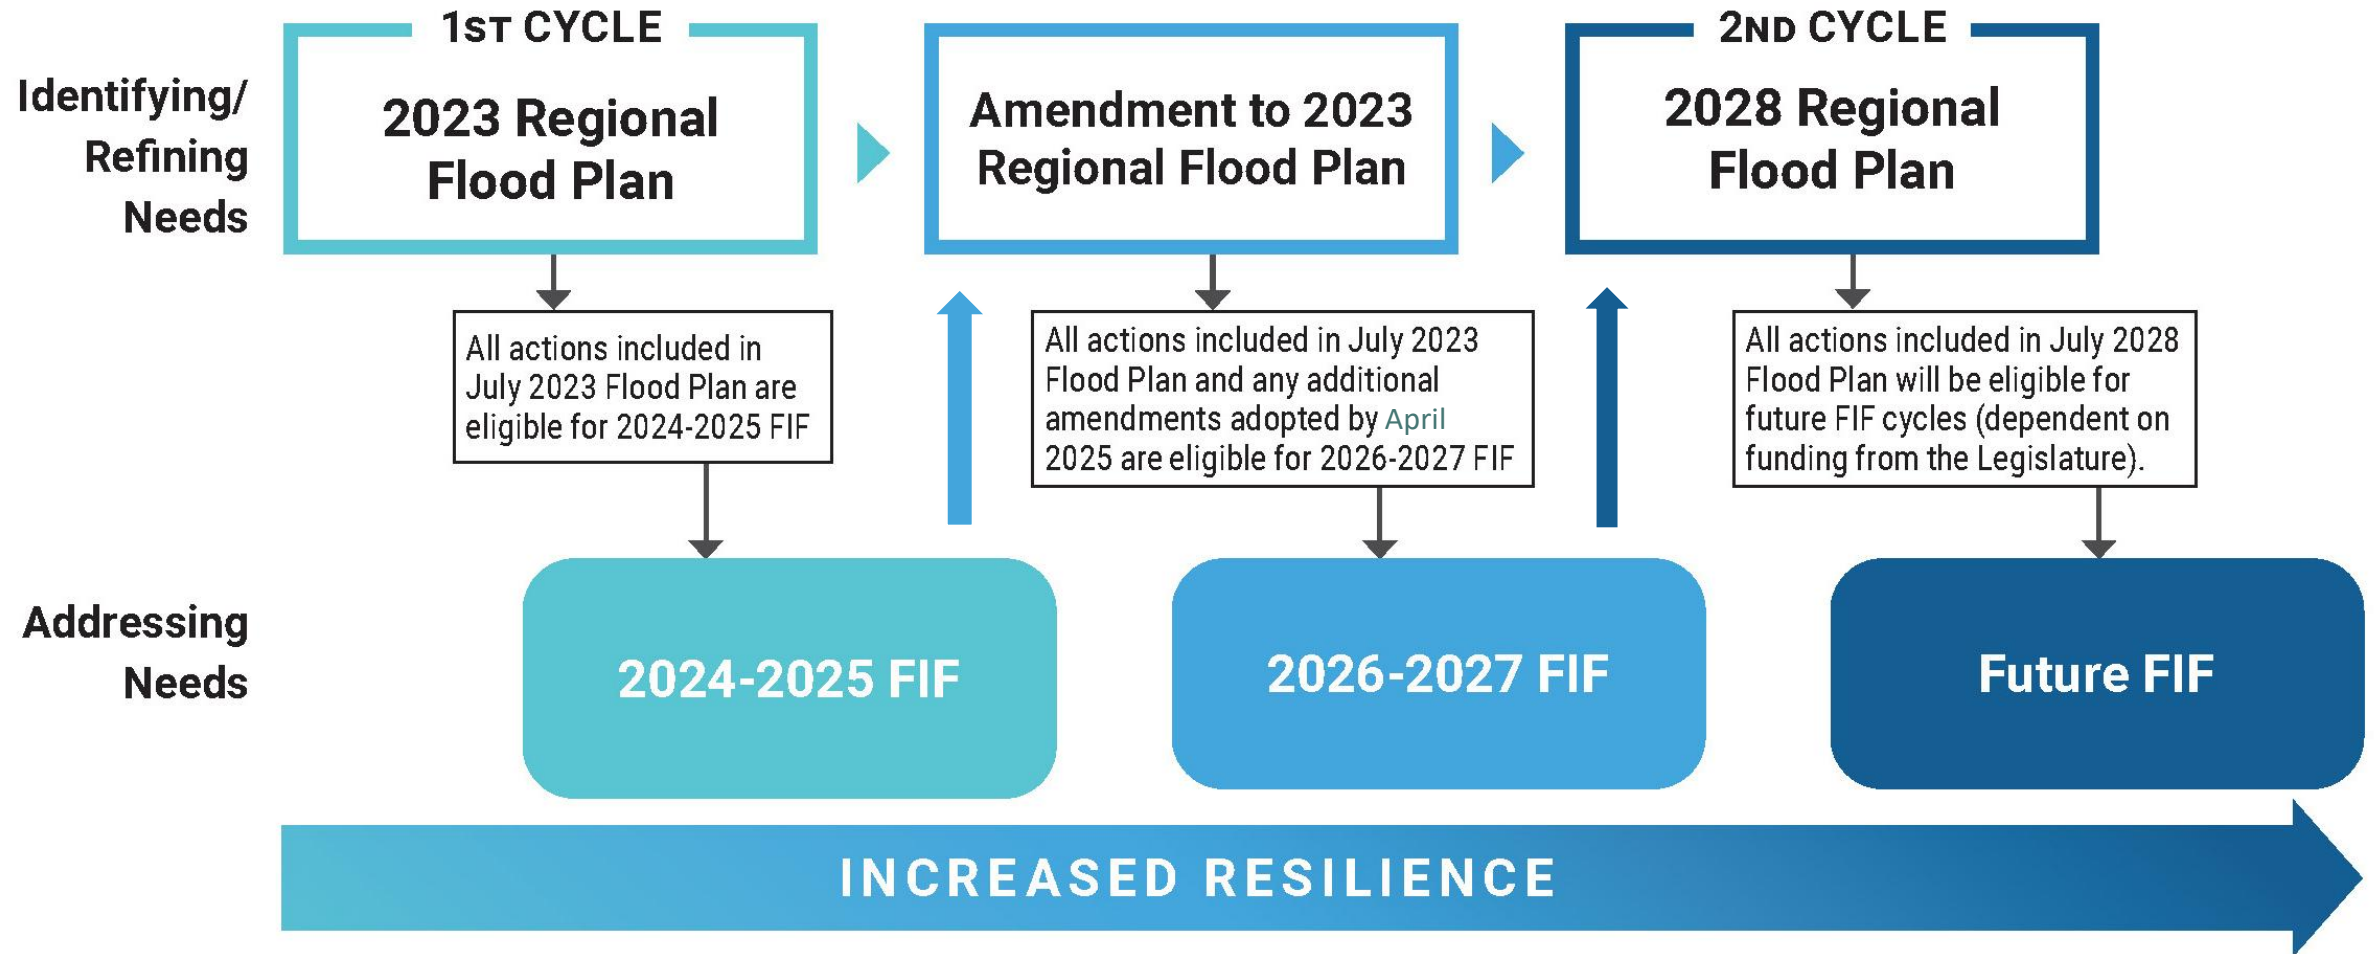 1ST CYCLE
2023 Regional
Flood Plan
Amendment to 2023
Regional Flood Plan
2ND CYCLE
2028 Regional
Flood Plan
Identifying/
Refining
Needs
All actions included in
July 2023 Flood Plan are
eligible for 2024-2025 FIF
All actions included in July 2023
Flood Plan and any additional
amendments adopted by April
2025 are eligible for 2026-2027 FIF
All actions included in July 2028
Flood Plan will be eligible for
future FIF cycles (dependent on
funding from the Legislature).
Addressing
Needs
2024-2025 FIF
2026-2027 FIF
Future FIF
INCREASED RESILIENCE